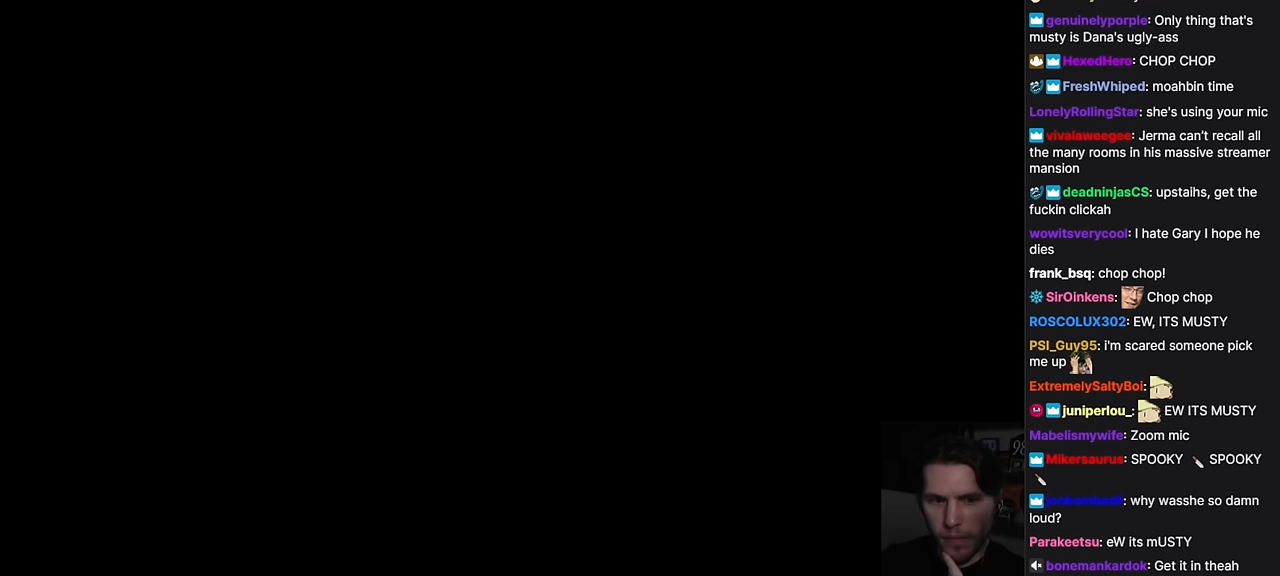 genuinelyporple: Only thing that's
musty is Dana's ugly-ass
HexedHero: CHOP CHOP
FreshWhiped: moahbin time
LonelyRollingStar: she's using your mic
vivalaweegee: Jerma can't recall all
the many rooms in his massive streamer
mansion
deadninjasCS: upstaihs, get the
fuckin clickah
wowitsverycool: I hate Gary I hope he
dies
frank_bsq: chop chop!
SirOinkens: Chop chop
ROSCOLUX302: EW, ITS MUSTY
PSI_Guy95: i'm scared someone pick
me up
ExtremelySaltyBoi:
juniperlou_: EW ITS MUSTY
Mabelismywife: Zoom mic
Mikersaurus: SPOOKY SPOOKY
why wasshe so damn
loud?
Parakeetsu: eW its mUSTY
bonemankardok: Get it in theah